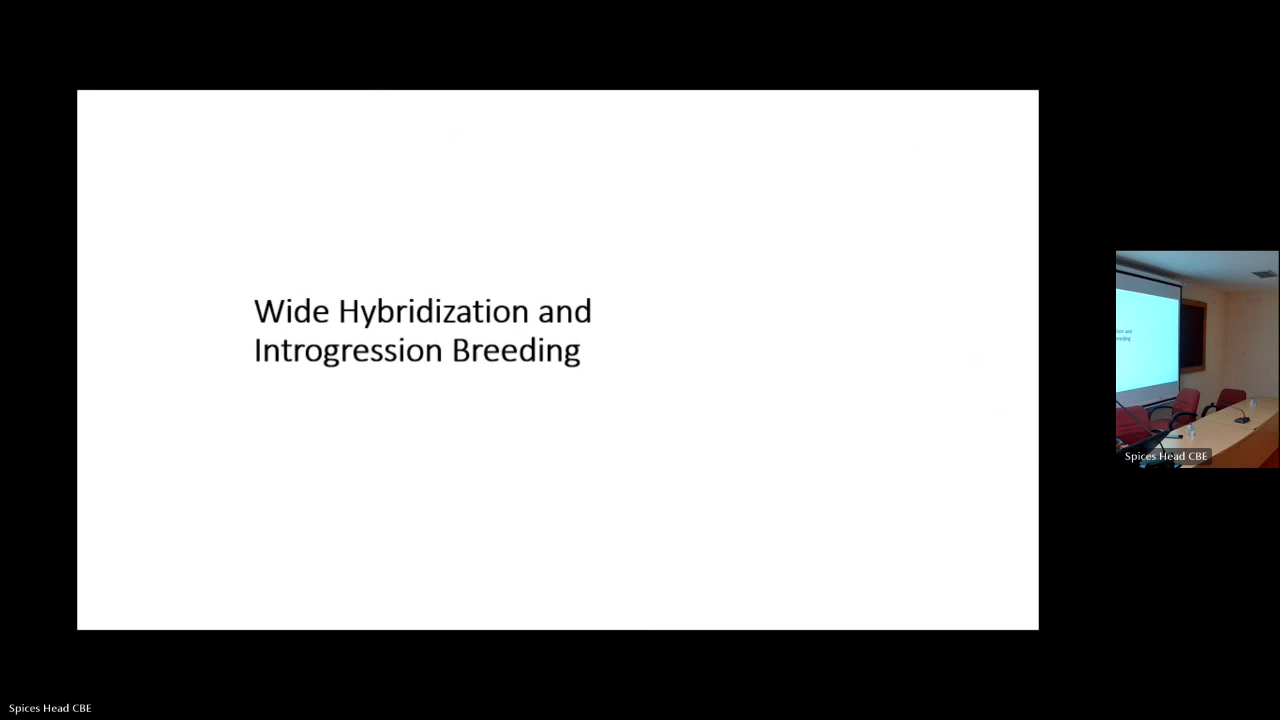 Wide Hybridization and
Introgression Breeding
Spices Head CBE
Spices Head CBE